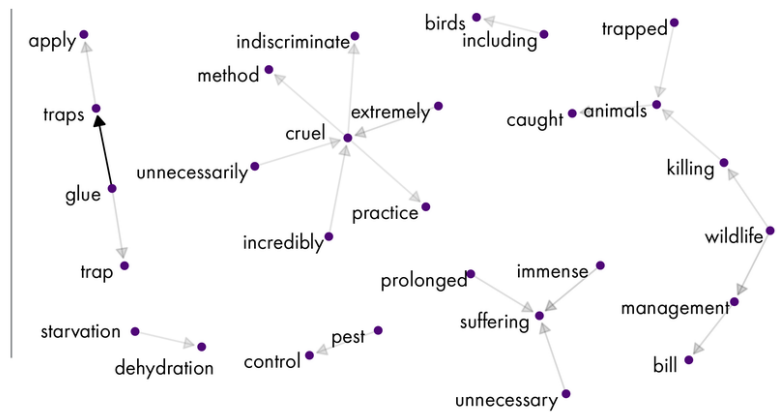 birds
including
trapped
apply
indiscriminate
method
extremely
traps
cruel
caught
animals
unnecessarily
killing
glue
practice
wildlife
incredibly
trap
prolonged
immense
management
suffering
starvation
pest
control
dehydration
bill
unnecessary